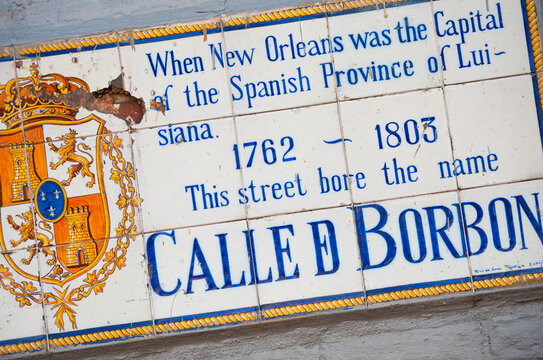 When New Orleans was the Capital
of the Spanish Province of Lui-
siana.
1762 ~ 1803
This street bore the name
CALLE D BORBON